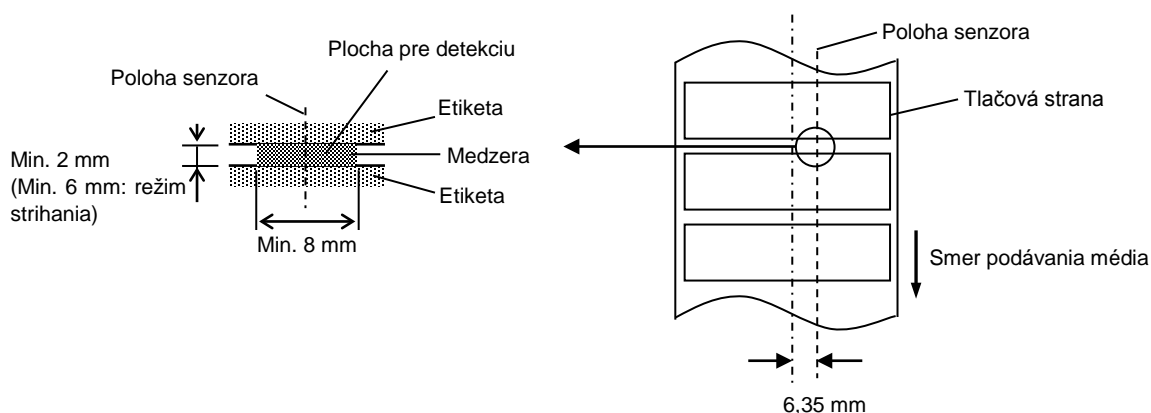 Plocha pre detekciu
Poloha senzora
Etiketa
Medzera
Etiketa
Min. 2 mm
(Min. 6 mm: režim
strihania)
Min. 8 mm
Poloha senzora
Tlačová strana
Smer podávania média
6,35 mm